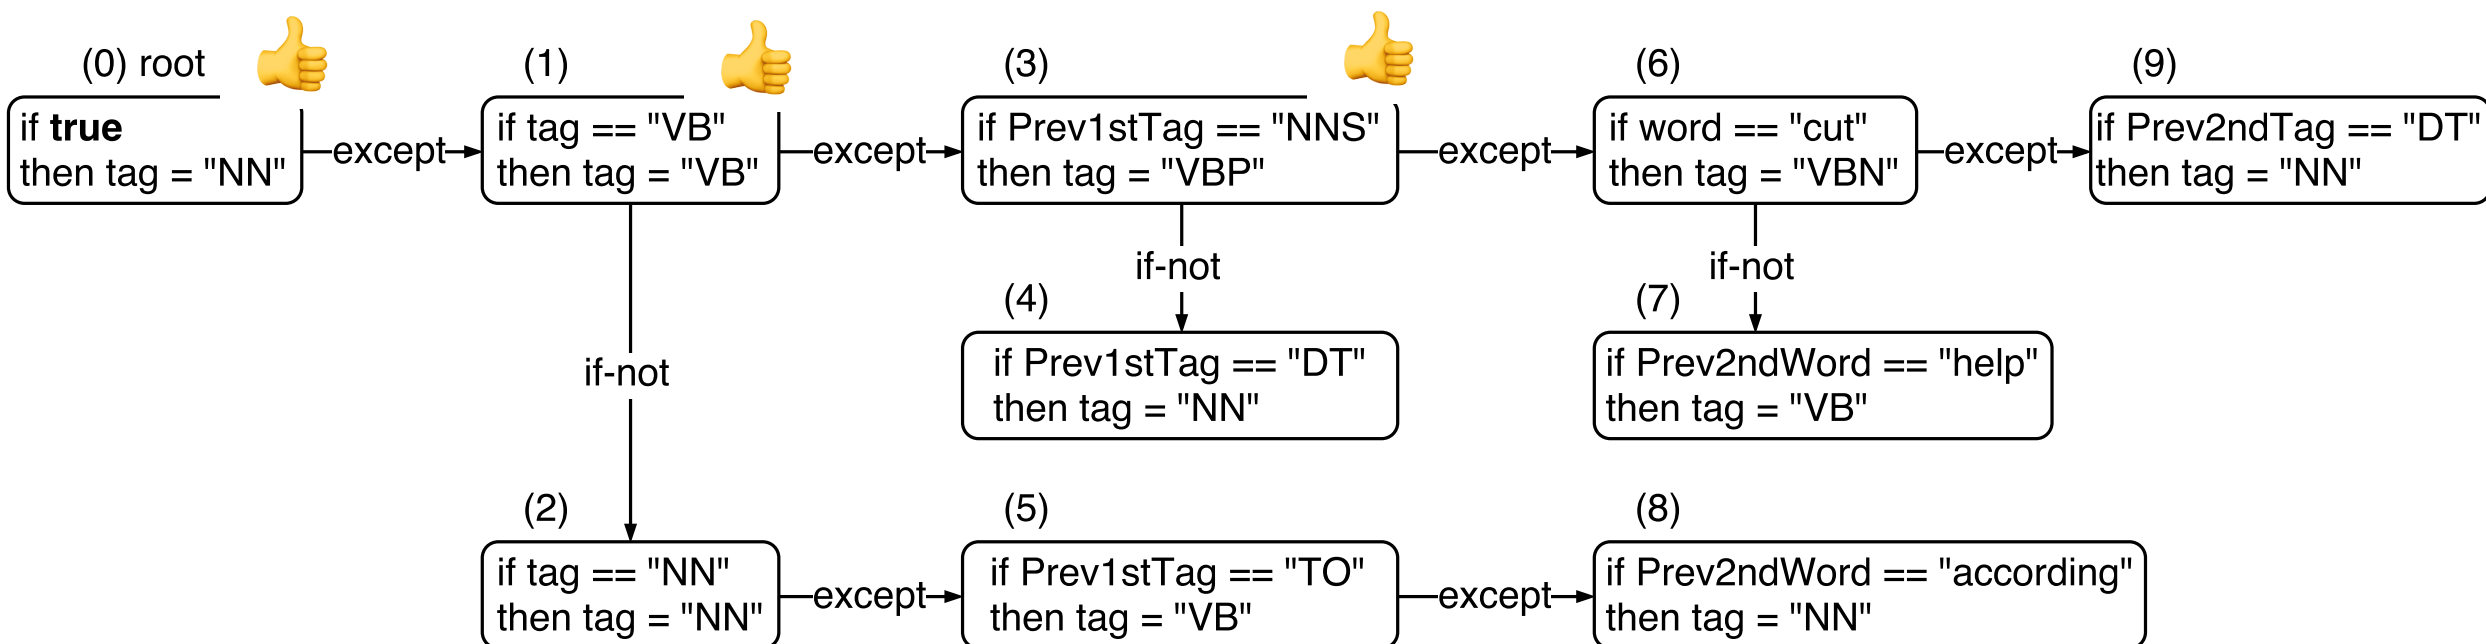 (0) root
(1)
(3)
(6)
(9)
if true
then tag = "NN"
except
if tag == "VB"
then tag = "VB"
except
if Prev1stTag == "NNS"
then tag = "VBP"
except
if word == "cut"
then tag = "VBN"
except
if Prev2ndTag == "DT"
then tag = "NN"
if-not
if-not
if-not
(4)
(7)
if Prev1stTag == "DT"
then tag = "NN"
if Prev2ndWord == "help"
then tag = "VB"
(2)
(5)
(8)
if tag == "NN"
then tag = "NN"
except
if Prev1stTag == "TO"
then tag = "VB"
except
if Prev2ndWord == "according"
then tag = "NN"